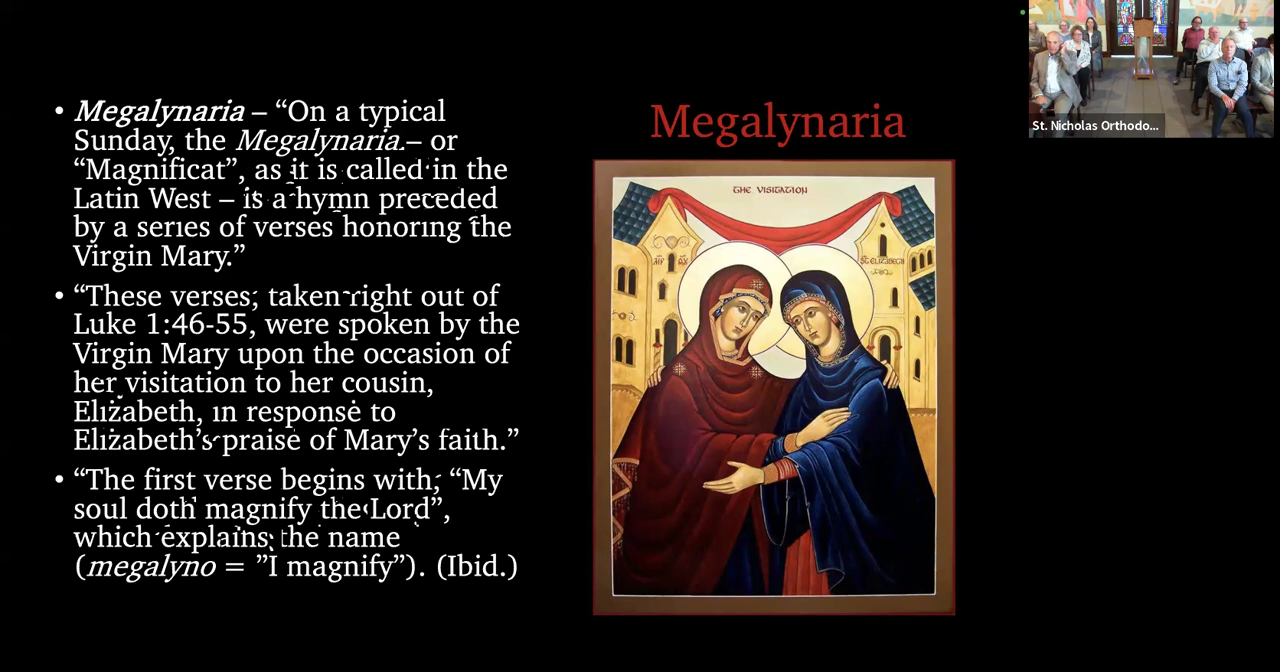 • Megalynaria – “On a typical
Sunday, the Megalynaria.– or
“Magnificat”, as it is called in the
Latin West – is a hymn preceded
by a series of verses honoring the
Virgin Mary.”
• “These verses, taken right out of
Luke 1:46-55, were spoken by the
Virgin Mary upon the occasion of
her visitation to her cousin,
Elizabeth, in response to
Elizabeth’s praise of Mary’s faith.”
• “The first verse begins with, “My
soul doth magnify the Lord”,
which explains the name
(megalyno = ”I magnify”). (Ibid.)
Megalynaria
THE VISITATION
ST ELIZABETH
St. Nicholas Orthodo...